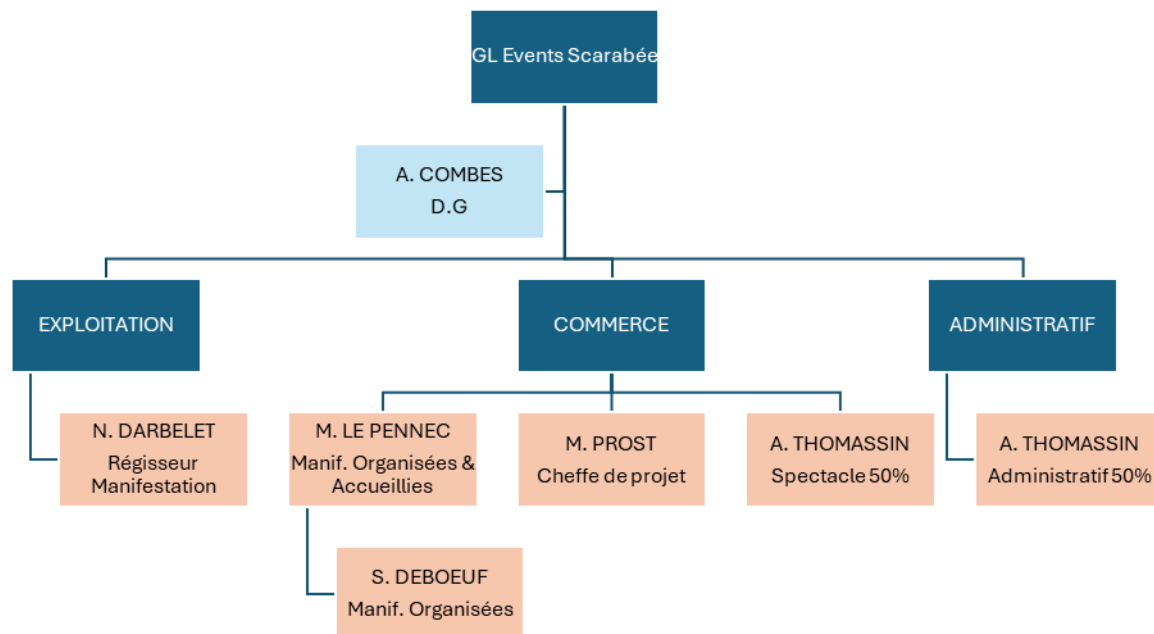 GL Events Scarabée
A. COMBES
D.G
EXPLOITATION
COMMERCE
ADMINISTRATIF
N. DARBELET
Régisseur
Manifestation
M. LE PENNEC
Manif. Organisées &
Accueillies
M. PROST
Cheffe de projet
A. THOMASSIN
Spectacle 50%
A. THOMASSIN
Administratif 50%
S. DEBOEUF
Manif. Organisées